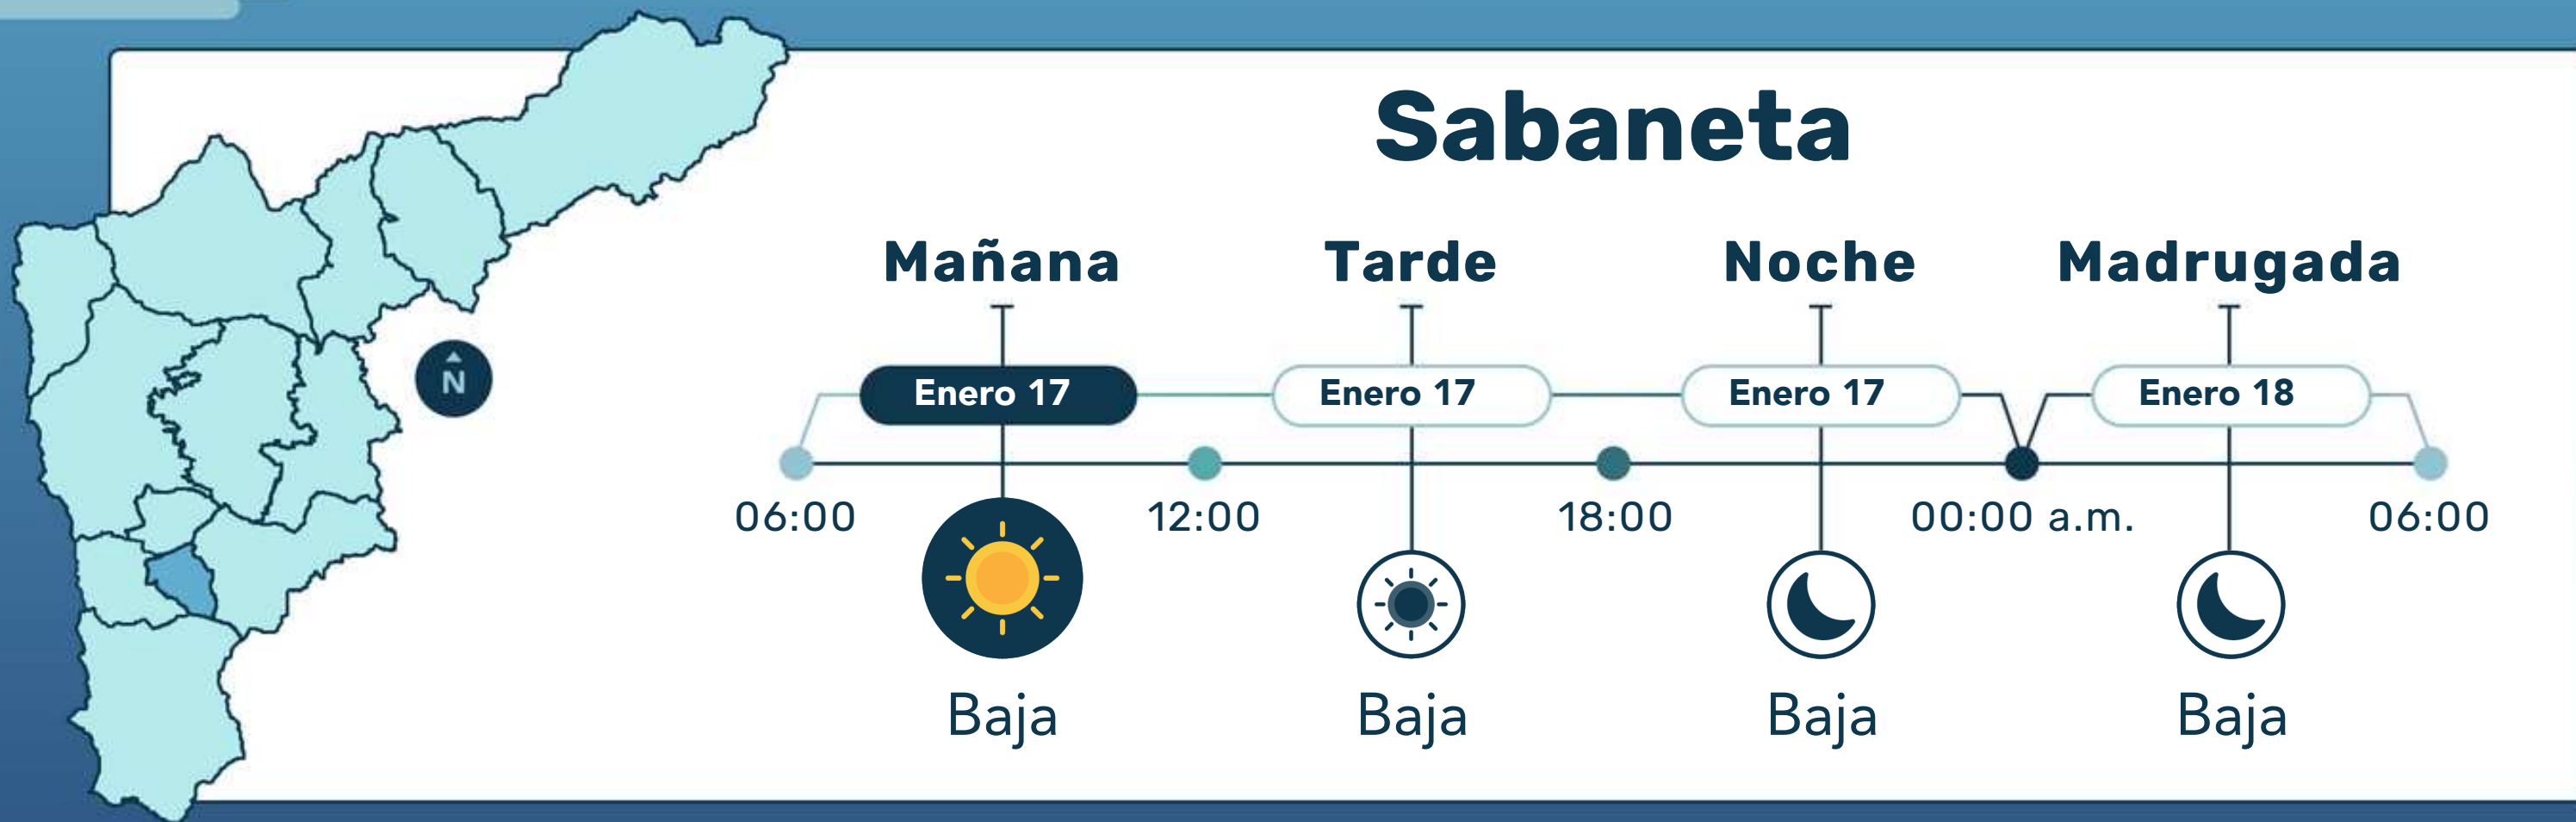 Sabaneta
Mañana Tarde Noche Madrugada
Enero 17 Enero 17 Enero 17 Enero 18
N
06:00 12:00 18:00 00:00 a.m. 06:00
Baja Baja Baja Baja